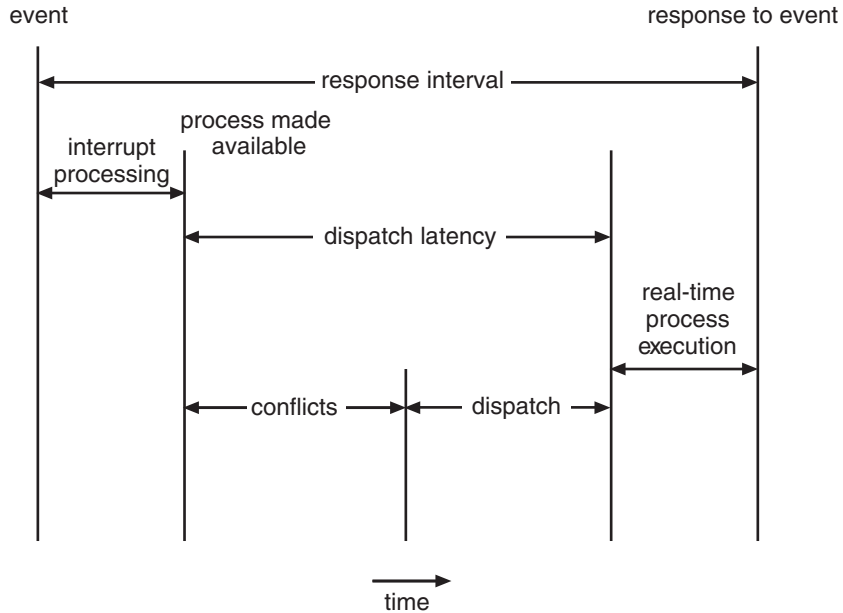 event
response to event
response interval
process made
available
interrupt
processing
dispatch latency
real-time
process
execution
conflicts
dispatch
time